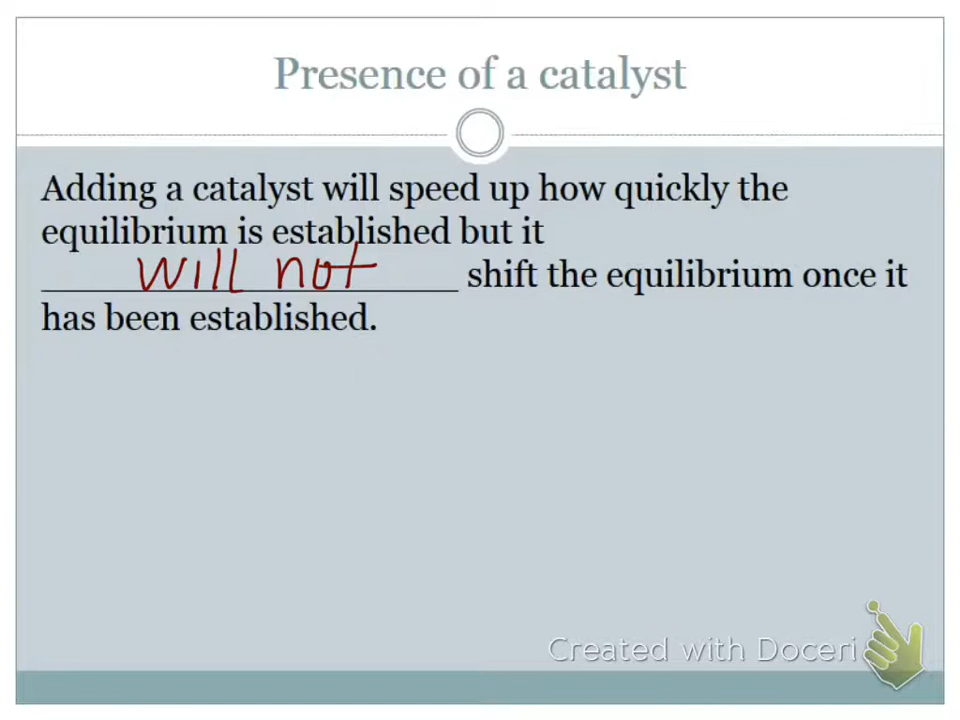 Presence of a catalyst
Adding a catalyst will speed up how quickly the
equilibrium is established but it
will not shift the equilibrium once it
has been established.
Created with Doceri